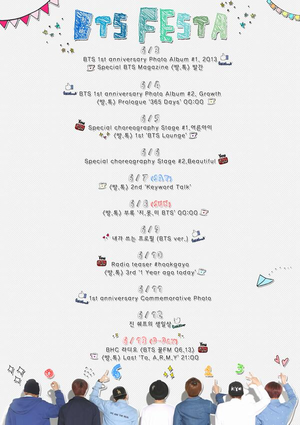 BTS FESTA
6/3
BTS 1st anniversary Photo Album #1, 2013
Special BTS Magazine (방,톡) 발간
6/4
BTS 1st anniversary Photo Album #2, Growth
(방,톡) Prologue '365 Days' 00:00
6/5
Special choreography Stage #1,어른아이
(방,톡) 1st 'BTS Lounge'
6/6
Special choreography Stage #2,Beautiful
6/7
(방,톡) 2nd 'Keyword Talk'
6/8
(방,톡) 부록 '지,못,미 BTS' 00:00
6/9
내가 쓰는 프로필 (BTS ver.)
6/10
Radio teaser #haakgayo
(방,톡) 3rd '1 Year ago today'
6/11
1st anniversary Commemorative Photo
6/12
진 쉐프의 생일상
6/13 (D-Day)
BHC 라디오 (BTS 꿀FM 06.13)
(방,톡) Last 'To. A.R.M.Y' 21:00